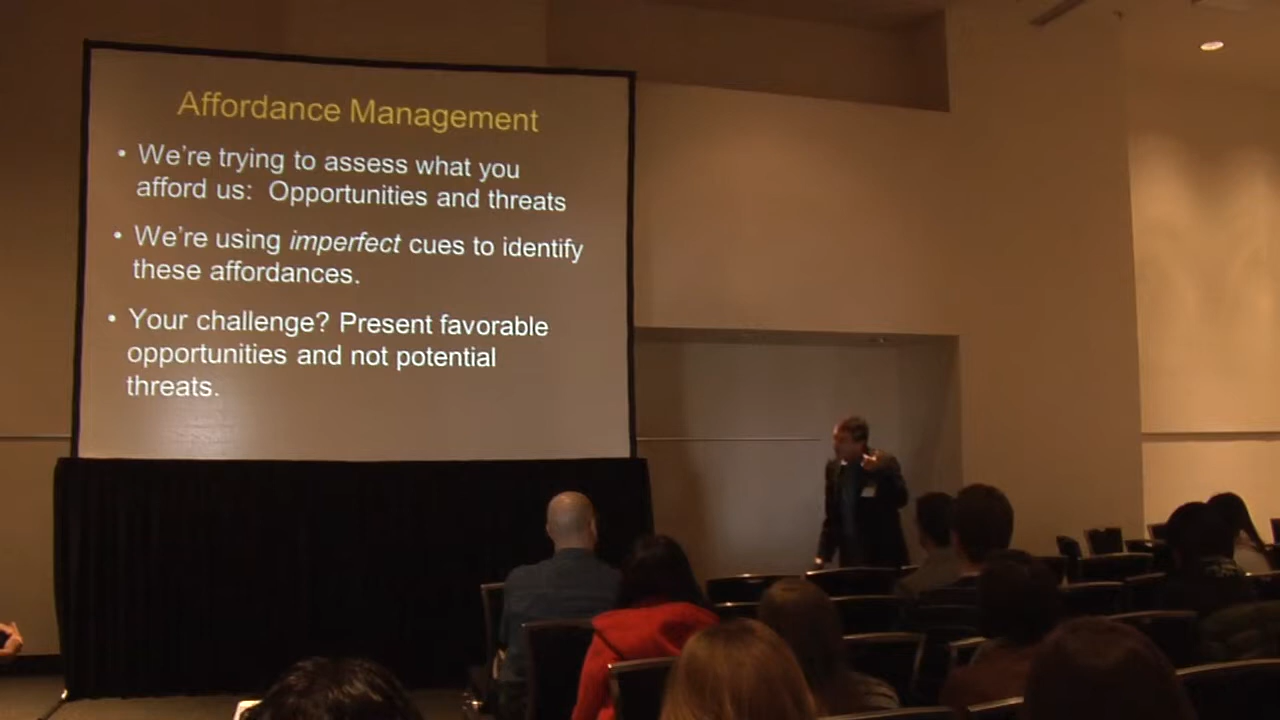 Affordance Management
• We're trying to assess what you
afford us:  Opportunities and threats
• We're using imperfect cues to identify
these affordances.
• Your challenge? Present favorable
opportunities and not potential
threats.